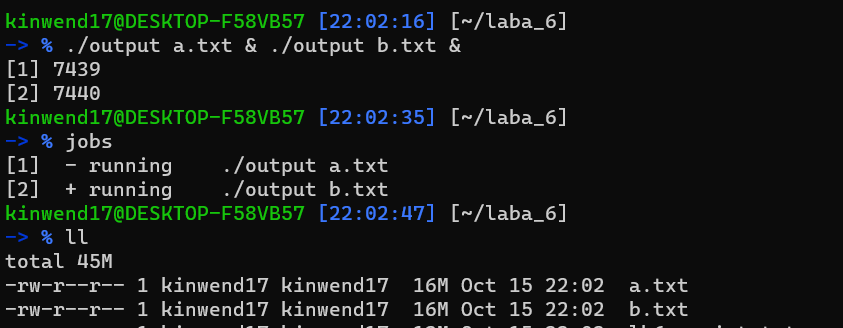 kinwend17@DESKTOP-F58VB57 [22:02:16] [~/laba_6]
-> % ./output a.txt & ./output b.txt &
[1] 7439
[2] 7440
kinwend17@DESKTOP-F58VB57 [22:02:35] [~/laba_6]
-> % jobs
[1]  - running    ./output a.txt
[2]  + running    ./output b.txt
kinwend17@DESKTOP-F58VB57 [22:02:47] [~/laba_6]
-> % ll
total 45M
-rw-r--r-- 1 kinwend17 kinwend17  16M Oct 15 22:02  a.txt
-rw-r--r-- 1 kinwend17 kinwend17  16M Oct 15 22:02  b.txt